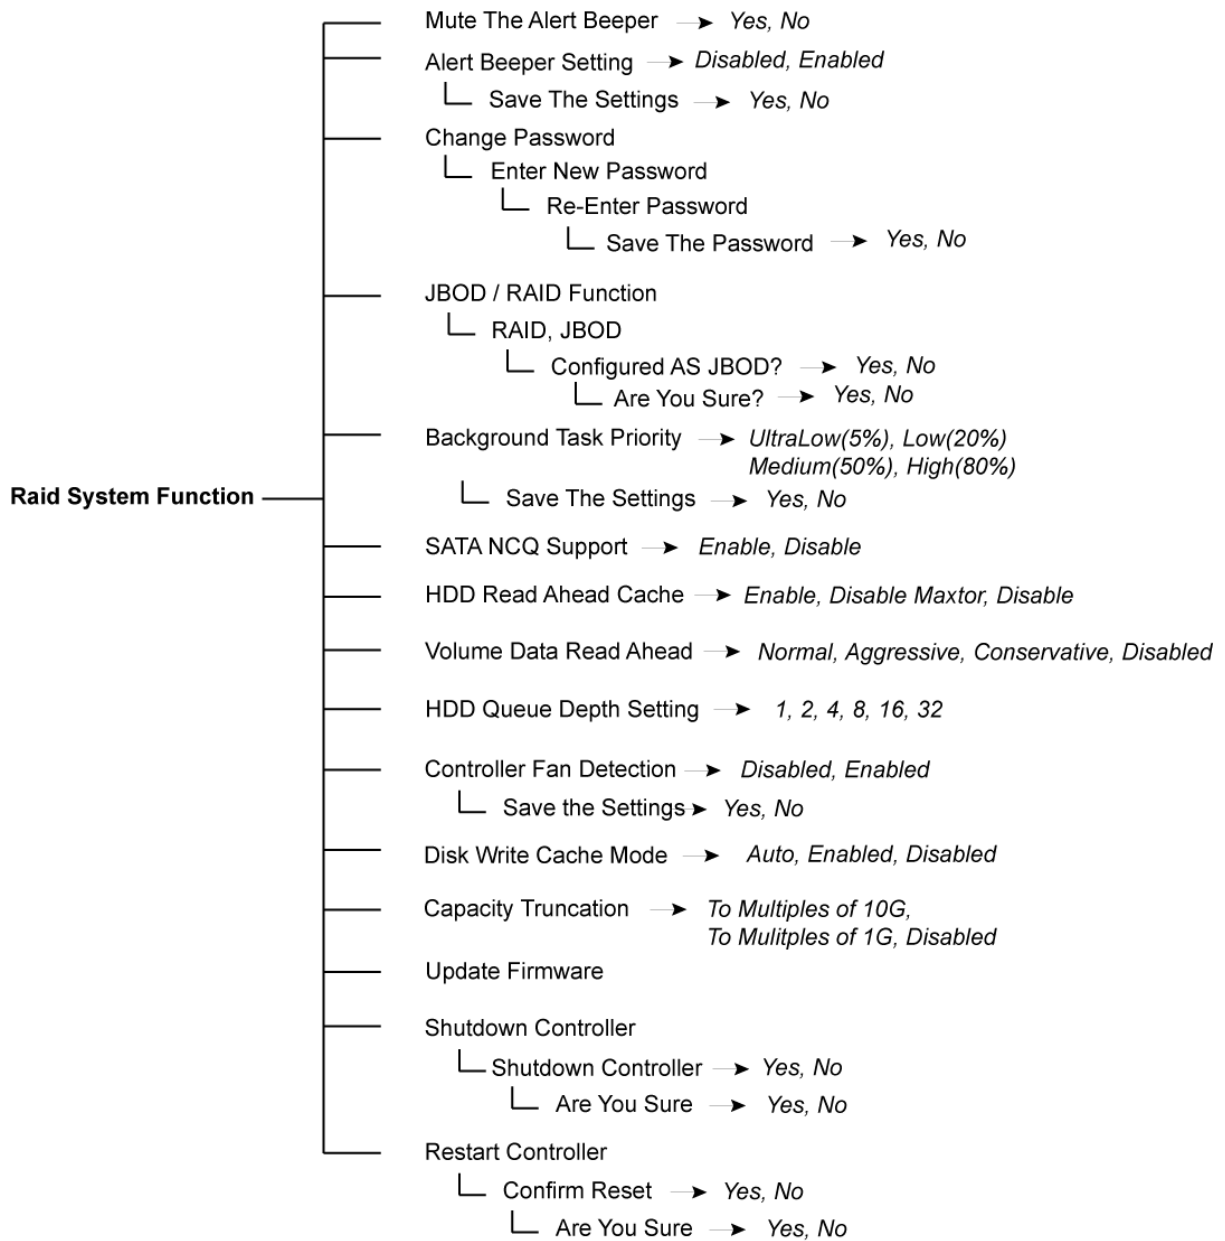 Mute The Alert Beeper Yes, No
Alert Beeper Setting Disabled, Enabled
Save The Settings Yes, No
Change Password
Enter New Password
Re-Enter Password
Save The Password Yes, No
JBOD / RAID Function
RAID, JBOD
Configured AS JBOD? Yes, No
Are You Sure? Yes, No
Background Task Priority UltraLow(5%), Low(20%)
Medium(50%), High(80%)
Raid System Function
Save The Settings Yes, No
SATA NCQ Support Enable, Disable
HDD Read Ahead Cache Enable, Disable Maxtor, Disable
Volume Data Read Ahead Normal, Aggressive, Conservative, Disabled
HDD Queue Depth Setting 1, 2, 4, 8, 16, 32
Controller Fan Detection Disabled, Enabled
Save the Settings Yes, No
Disk Write Cache Mode Auto, Enabled, Disabled
Capacity Truncation To Multiples of 10G,
To Mulitples of 1G, Disabled
Update Firmware
Shutdown Controller
Shutdown Controller Yes, No
Are You Sure Yes, No
Restart Controller
Confirm Reset Yes, No
Are You Sure Yes, No